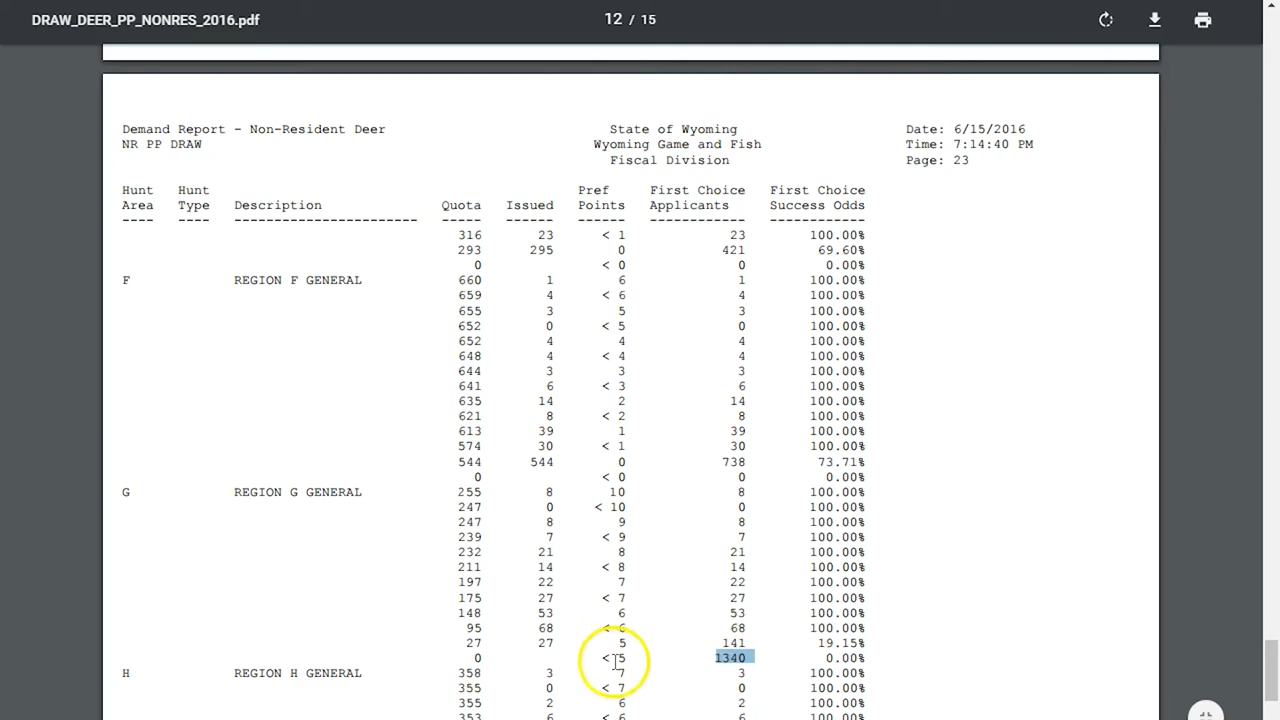 DRAW_DEER_PP_NONRES_2016.pdf 12 / 15
Demand Report - Non-Resident Deer State of Wyoming Date: 6/15/2016
NR PP DRAW Wyoming Game and Fish Time: 7:14:40 PM
Fiscal Division Page: 23
Hunt Hunt Pref First Choice First Choice
Area Type Description Quota Issued Points Applicants Success Odds
---- ---- ----------------------- ----- ------ ------ ------------ ------------
316 23 < 1 23 100.00%
293 295 0 421 69.60%
0 < 0 0 0.00%
F REGION F GENERAL 660 1 6 1 100.00%
659 4 < 6 4 100.00%
655 3 5 3 100.00%
652 0 < 5 0 100.00%
652 4 4 4 100.00%
648 4 < 4 4 100.00%
644 3 3 3 100.00%
641 6 < 3 6 100.00%
635 14 2 14 100.00%
621 8 < 2 8 100.00%
613 39 1 39 100.00%
574 30 < 1 30 100.00%
544 544 0 738 73.71%
0 < 0 0 0.00%
G REGION G GENERAL 255 8 10 8 100.00%
247 0 < 10 0 100.00%
247 8 9 8 100.00%
239 7 < 9 7 100.00%
232 21 8 21 100.00%
211 14 < 8 14 100.00%
197 22 7 22 100.00%
175 27 < 7 27 100.00%
148 53 6 53 100.00%
95 68 < 6 68 100.00%
27 27 5 141 19.15%
0 < 5 1340 0.00%
H REGION H GENERAL 358 3 7 3 100.00%
355 0 < 7 0 100.00%
355 2 6 2 100.00%
353 6 < 6 6 100.00%